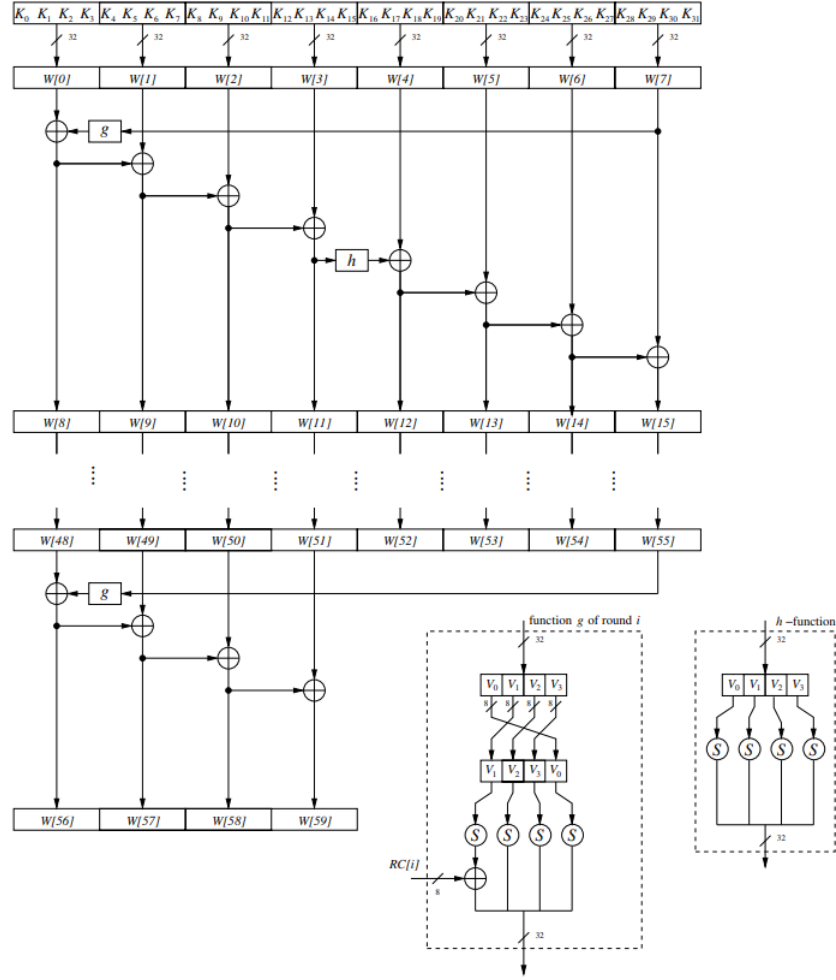 K0 K1 K2 K3 K4 K5 K6 K7 K8 K9 K10 K11 K12 K13 K14 K15 K16 K17 K18 K19 K20 K21 K22 K23 K24 K25 K26 K27 K28 K29 K30 K31
32 32 32 32 32 32 32 32
W[0] W[1] W[2] W[3] W[4] W[5] W[6] W[7]
g
h
W[8] W[9] W[10] W[11] W[12] W[13] W[14] W[15]
W[48] W[49] W[50] W[51] W[52] W[53] W[54] W[55]
g
function g of round i
32
V0 V1 V2 V3
8 8 8 8
V1 V2 V3 V0
S S S S
RC[i]
8
32
h –function
32
V0 V1 V2 V3
S S S S
32
W[56] W[57] W[58] W[59]